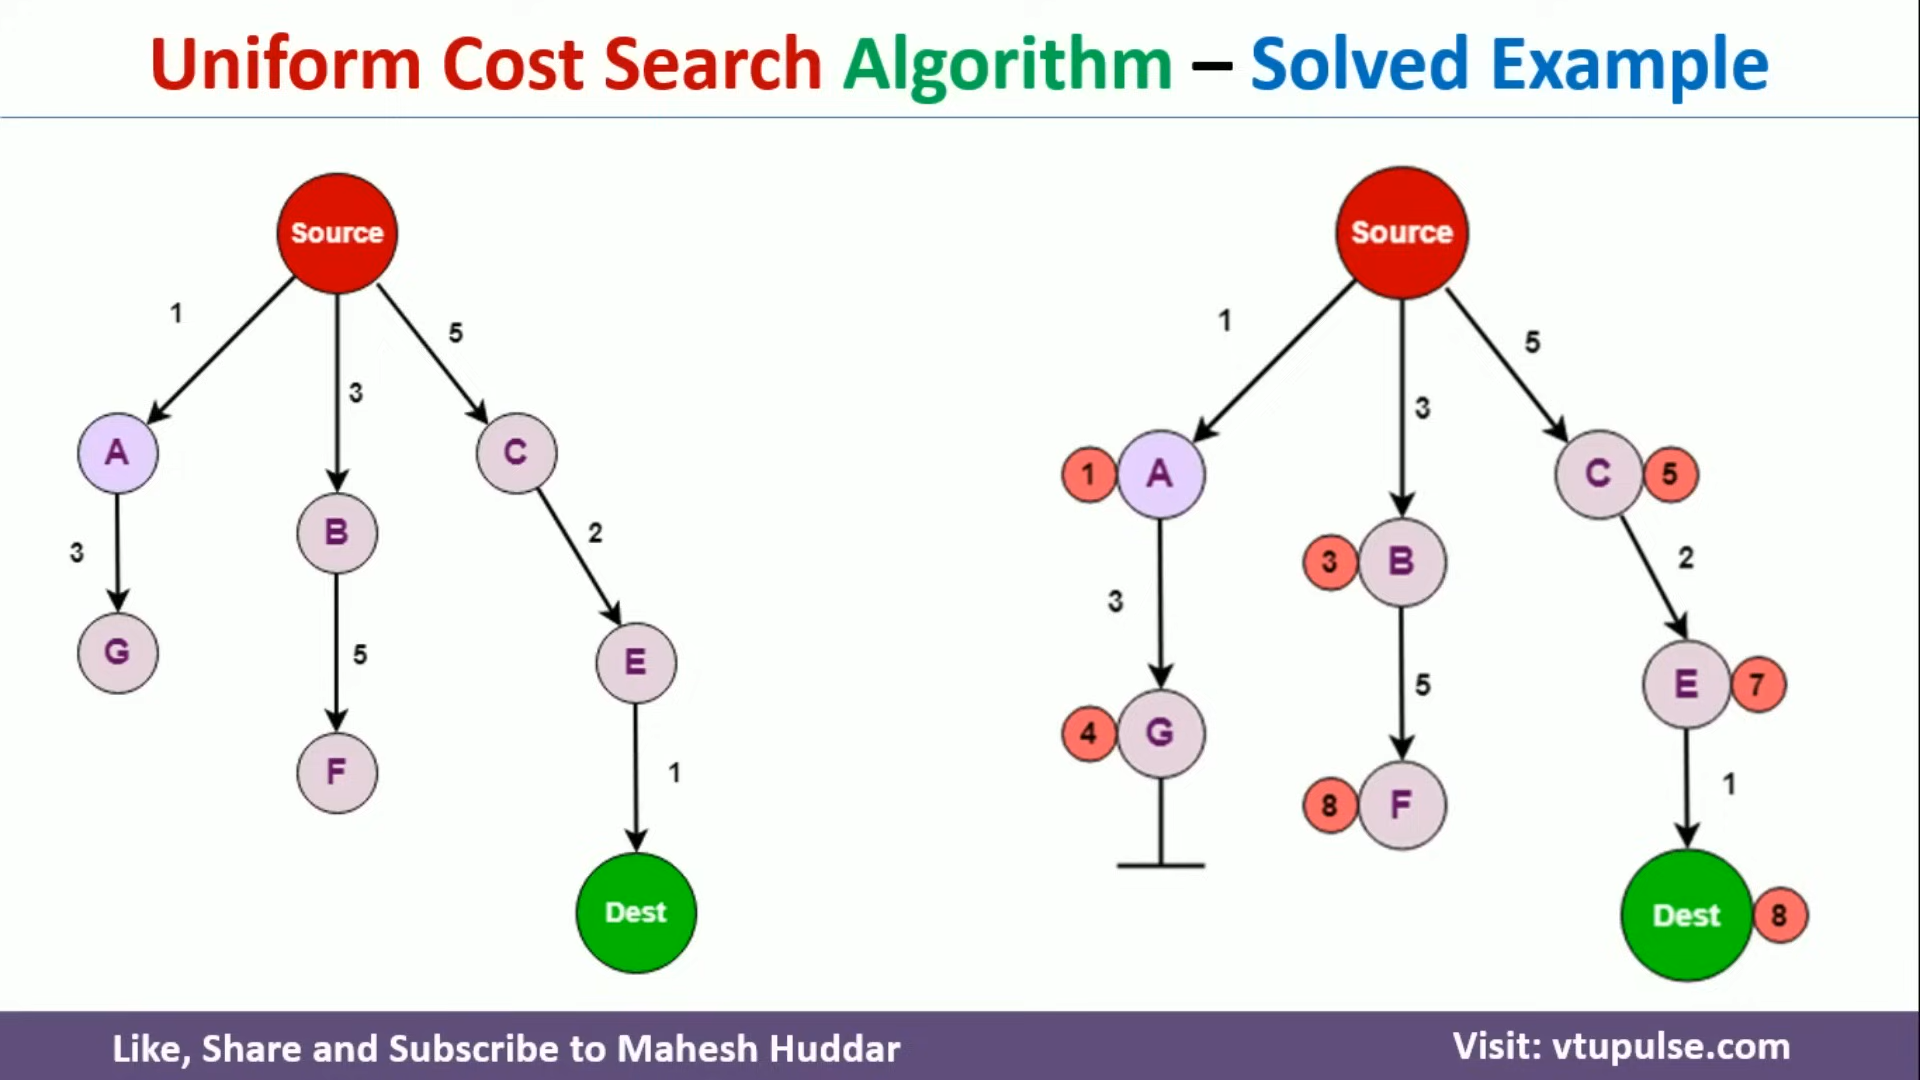 Uniform Cost Search Algorithm – Solved Example
Source
1
5
3
A
C
B
3
2
5
G
E
F
1
Dest
Source
1
5
3
1 A
C 5
3 B
3
2
5
4 G
E 7
8 F
1
Dest 8
Like, Share and Subscribe to Mahesh Huddar
Visit: vtupulse.com